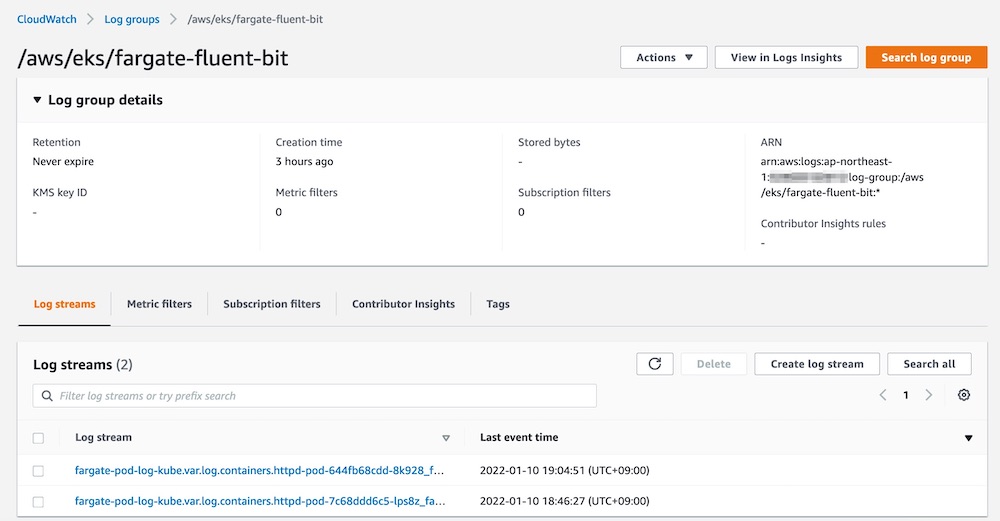 CloudWatch > Log groups > /aws/eks/fargate-fluent-bit
/aws/eks/fargate-fluent-bit
Actions ▼ View in Logs Insights Search log group
▼ Log group details
Retention Creation time Stored bytes ARN
Never expire 3 hours ago - arn:aws:logs:ap-northeast-
1: log-group:/aws
/eks/fargate-fluent-bit:*
KMS key ID Metric filters Subscription filters
- 0 0
Contributor Insights rules
-
Log streams Metric filters Subscription filters Contributor Insights Tags
Log streams (2) Delete Create log stream Search all
Filter log streams or try prefix search 1
Log stream Last event time
fargate-pod-log-kube.var.log.containers.httpd-pod-644fb68cdd-8k928_f... 2022-01-10 19:04:51 (UTC+09:00)
fargate-pod-log-kube.var.log.containers.httpd-pod-7c68ddd6c5-lps8z_fa... 2022-01-10 18:46:27 (UTC+09:00)